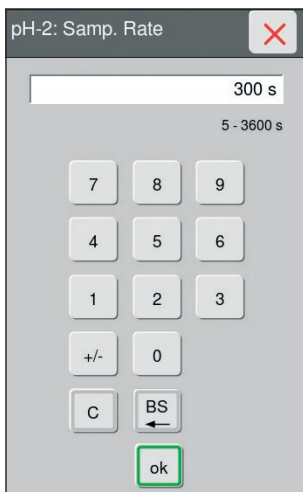 pH-2: Samp. Rate
300 s
5 - 3600 s
7 8 9
4 5 6
1 2 3
+/- 0
C BS
ok